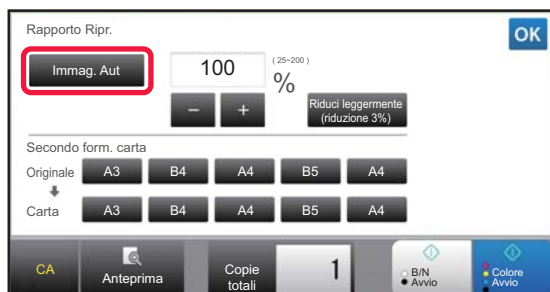 Rapporto Ripr.
OK
Immag. Aut
100
( 25~200 )
%
− +
Riduci leggermente
(riduzione 3%)
Secondo form. carta
Originale A3 B4 A4 B5 A4
Carta A3 B4 A4 B5 A4
CA
Anteprima
Copie
totali
1
B/N
Avvio
Colore
Avvio